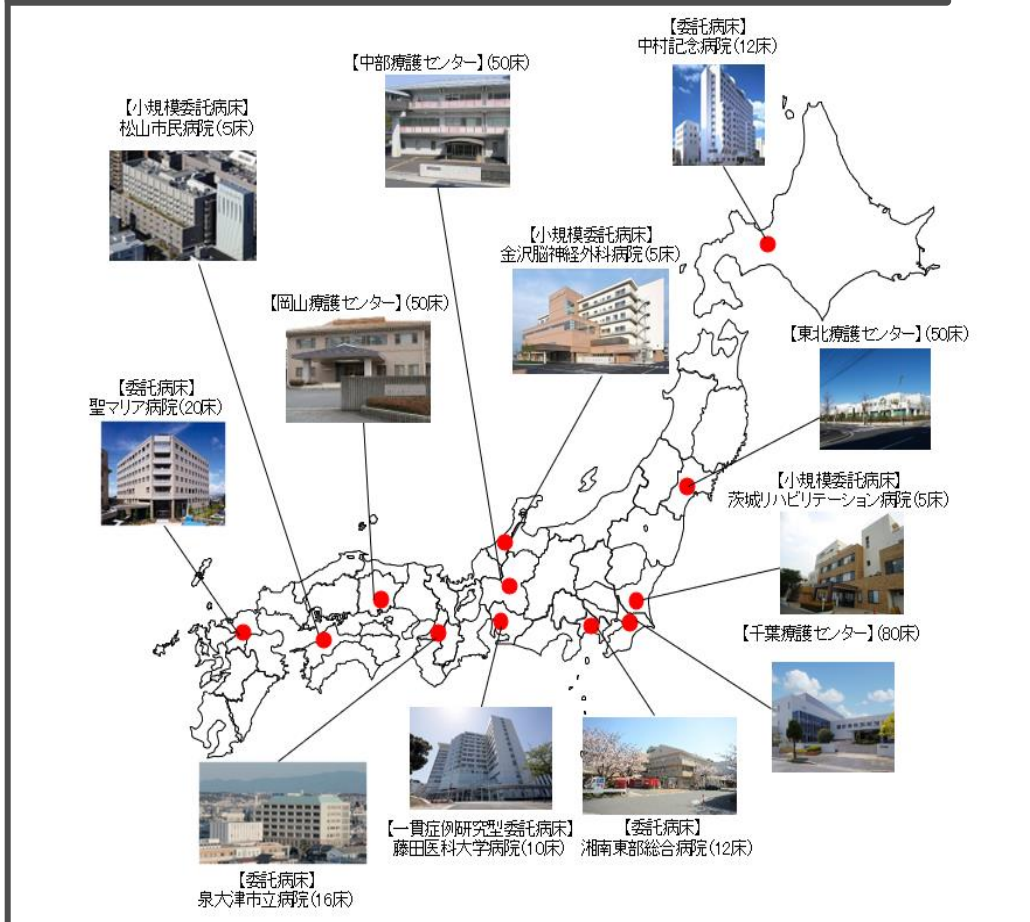 【委託病床】
中村記念病院(12床)
【中部療護センター】(50床)
【小規模委託病床】
松山市民病院(5床)
【小規模委託病床】
金沢脳神経外科病院(5床)
【岡山療護センター】(50床)
【東北療護センター】(50床)
【委託病床】
聖マリア病院(20床)
【小規模委託病床】
茨城リハビリテーション病院(5床)
【千葉療護センター】(80床)
【一貫症例研究型委託病床】
藤田医科大学病院(10床)
【委託病床】
湘南東部総合病院(12床)
【委託病床】
泉大津市立病院(16床)